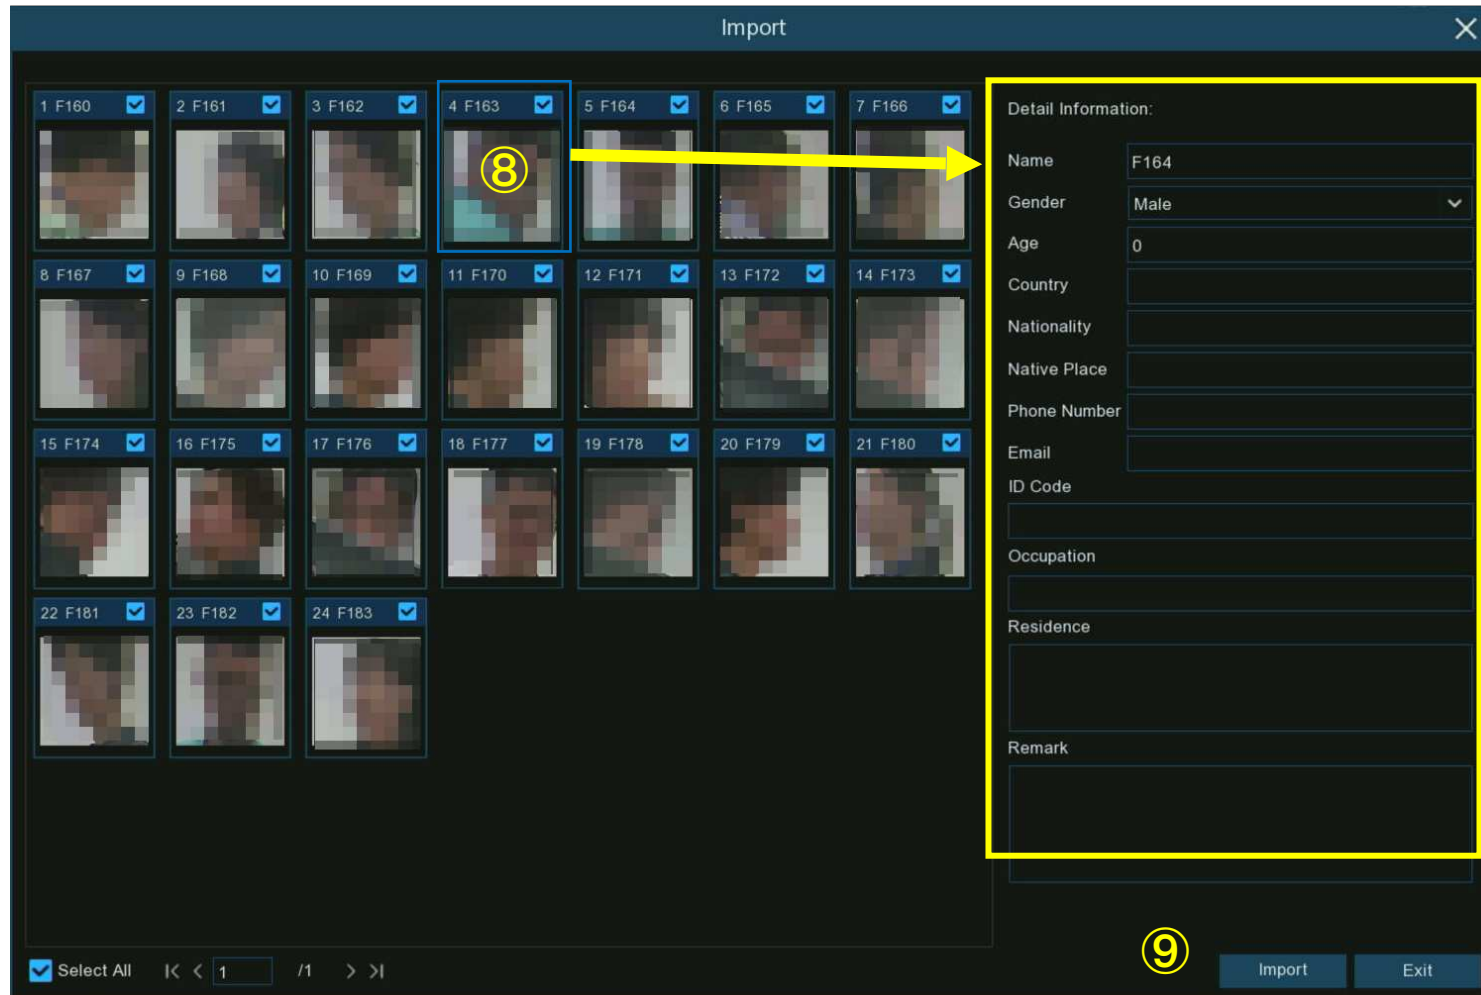 Import
1 F160
2 F161
3 F162
4 F163
5 F164
6 F165
7 F166
⑧
8 F167
9 F168
10 F169
11 F170
12 F171
13 F172
14 F173
15 F174
16 F175
17 F176
18 F177
19 F178
20 F179
21 F180
22 F181
23 F182
24 F183
Detail Information:
Name F164
Gender Male
Age 0
Country
Nationality
Native Place
Phone Number
Email
ID Code
Occupation
Residence
Remark
⑨
Select All 1 /1
Import Exit